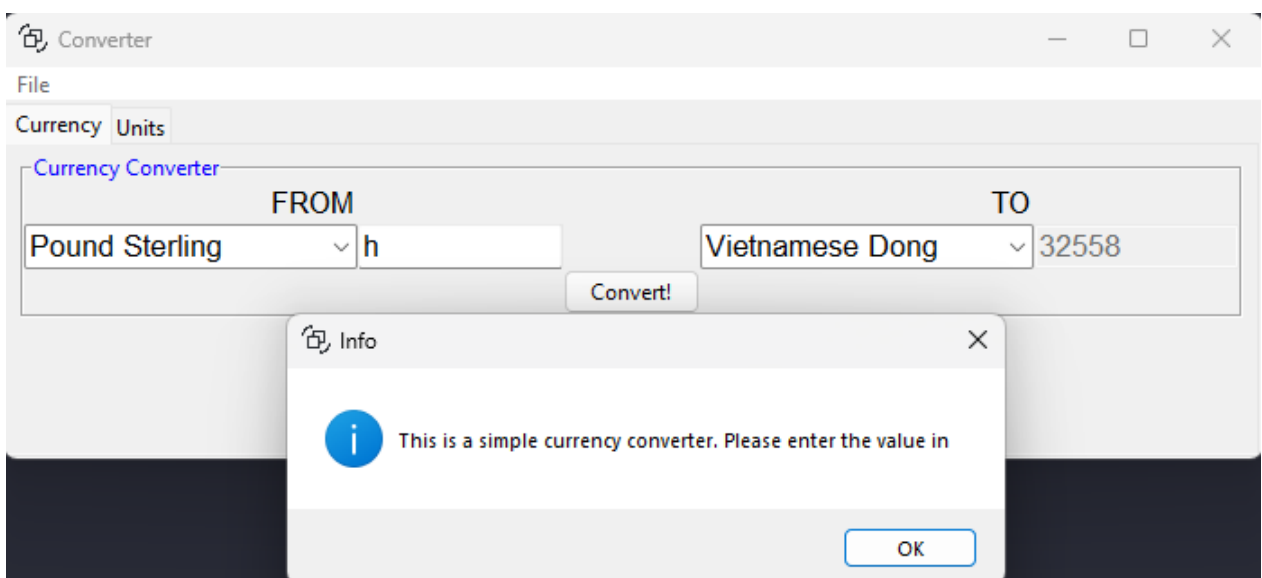 Converter
File
Currency Units
Currency Converter
FROM TO
Pound Sterling h Vietnamese Dong 32558
Convert!
Info
This is a simple currency converter. Please enter the value in
OK